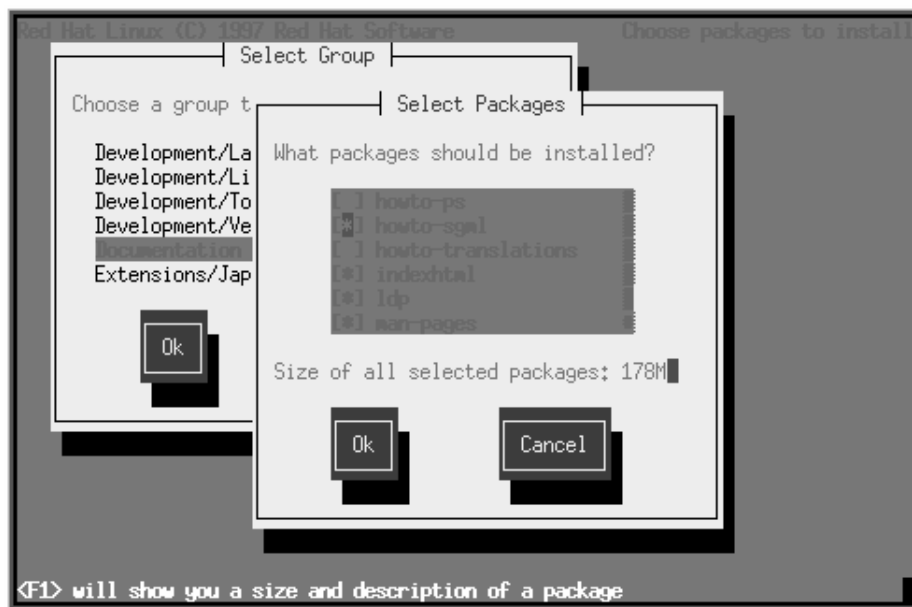 Red Hat Linux (C) 1997 Red Hat Software Choose packages to install
Select Group
Choose a group t
Development/La
Development/Li
Development/To
Development/Ve
Documentation
Extensions/Jap
Ok
Select Packages
What packages should be installed?
[ ] howto-ps
[*] howto-sgml
[ ] howto-translations
[*] indexhtml
[*] ldp
[*] man-pages
Size of all selected packages: 178M
Ok Cancel
<F1> will show you a size and description of a package